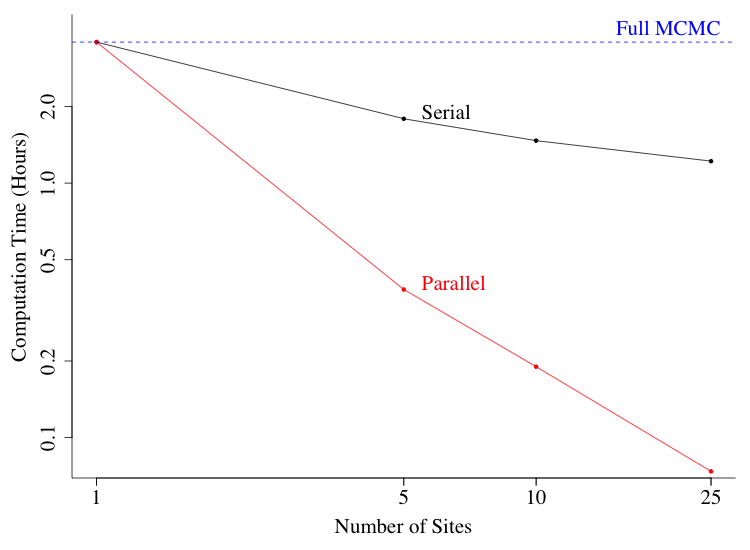 Full MCMC
Serial
Parallel
Computation Time (Hours)
2.0
1.0
0.5
0.2
0.1
1 5 10 25
Number of Sites